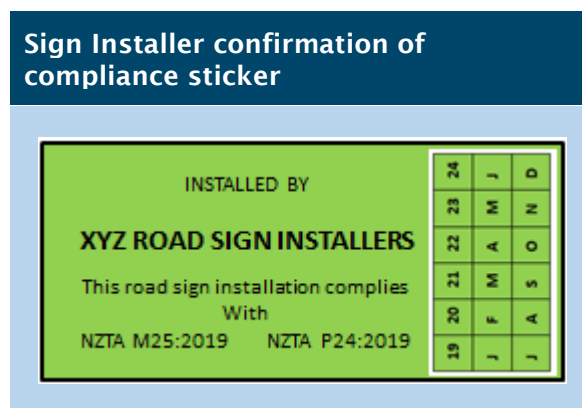 Sign Installer confirmation of
compliance sticker
INSTALLED BY
XYZ ROAD SIGN INSTALLERS
This road sign installation complies
With
NZTA M25:2019 NZTA P24:2019
19 20 21 22 23 24
J F M A M J
J A S O N D